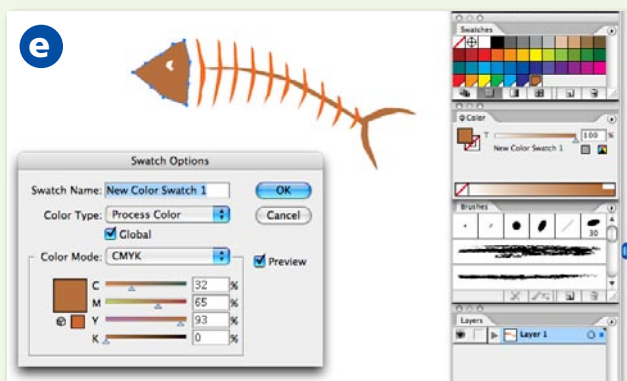 e
Swatches
Color
T
100 %
New Color Swatch 1
Swatch Options
Swatch Name: New Color Swatch 1
OK
Color Type: Process Color
Cancel
Global
Color Mode: CMYK
Preview
C 32 %
M 65 %
Y 93 %
K 0 %
Brushes
30
Layers
Layer 1